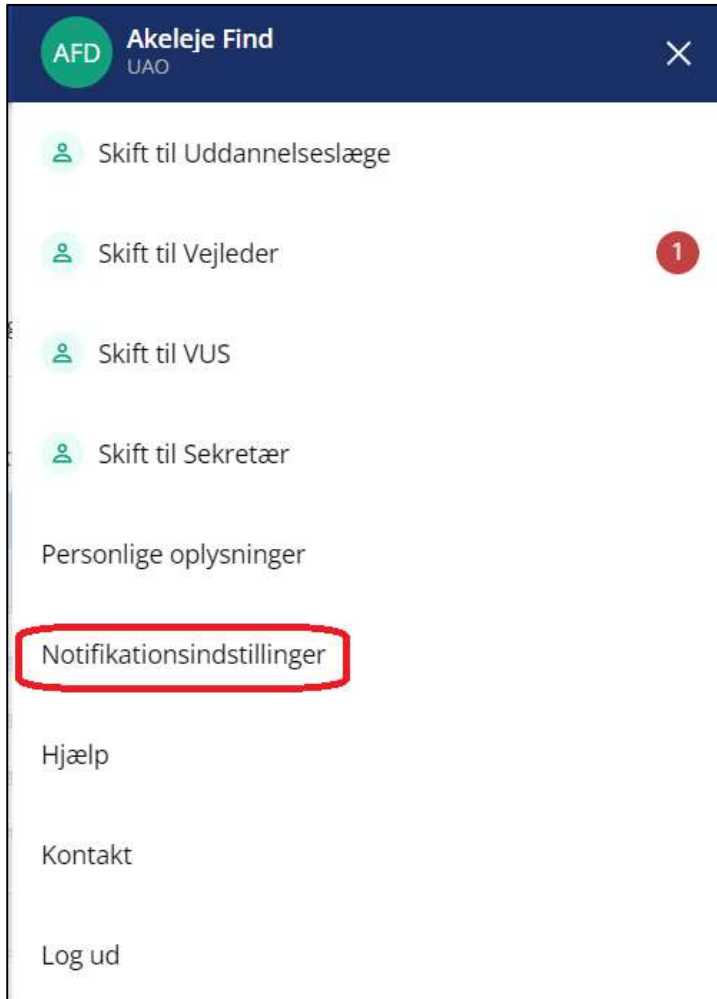 AFD
Akeleje Find
UAO
Skift til Uddannelseslæge
Skift til Vejleder
1
Skift til VUS
Skift til Sekretær
Personlige oplysninger
Notifikationsindstillinger
Hjælp
Kontakt
Log ud